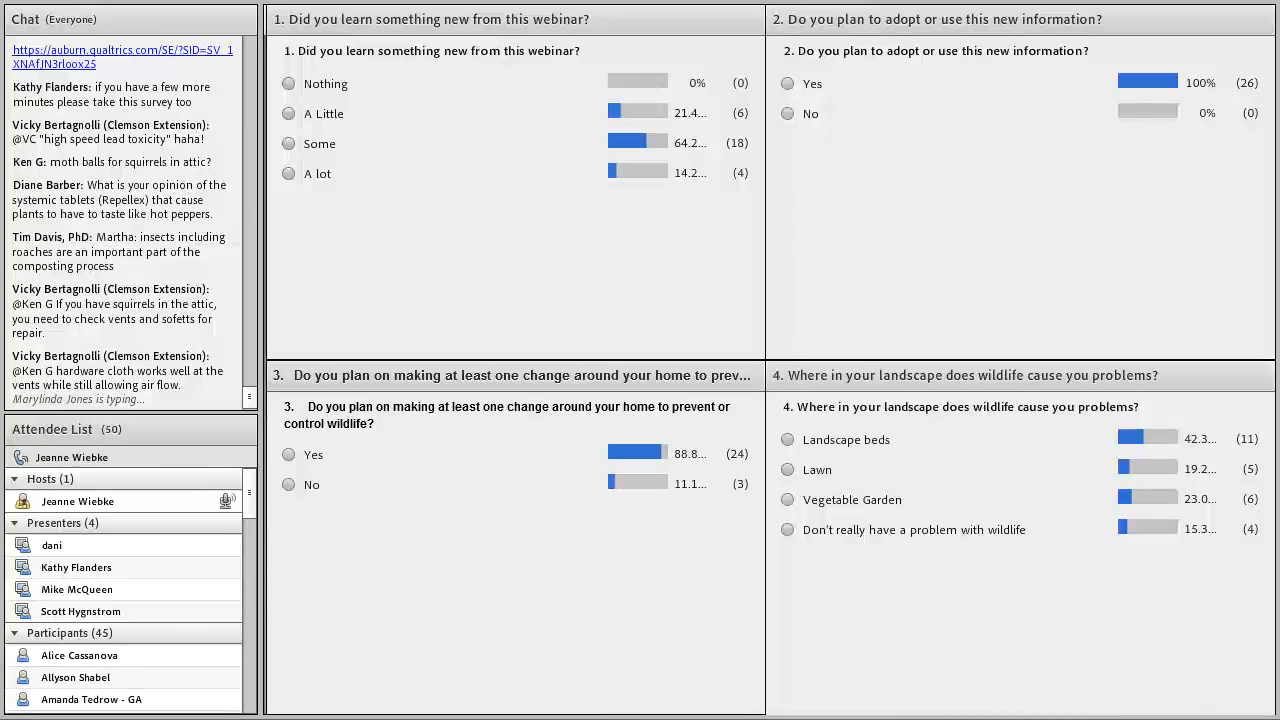 Chat (Everyone)
https://auburn.qualtrics.com/SE/?SID=SV_1
XNAfJN3rloox25
Kathy Flanders: if you have a few more
minutes please take this survey too
Vicky Bertagnolli (Clemson Extension):
@VC "high speed lead toxicity" haha!
Ken G: moth balls for squirrels in attic?
Diane Barber: What is your opinion of the
systemic tablets (Repellex) that cause
plants to have to taste like hot peppers.
Tim Davis, PhD: Martha: insects including
roaches are an important part of the
composting process
Vicky Bertagnolli (Clemson Extension):
@Ken G If you have squirrels in the attic,
you need to check vents and sofetts for
repair.
Vicky Bertagnolli (Clemson Extension):
@Ken G hardware cloth works well at the
vents while still allowing air flow.
Marylinda Jones is typing...
Attendee List (50)
Jeanne Wiebke
Hosts (1)
Jeanne Wiebke
Presenters (4)
dani
Kathy Flanders
Mike McQueen
Scott Hygnstrom
Participants (45)
Alice Cassanova
Allyson Shabel
Amanda Tedrow - GA
1. Did you learn something new from this webinar?
1. Did you learn something new from this webinar?
Nothing 0% (0)
A Little 21.4... (6)
Some 64.2... (18)
A lot 14.2... (4)
2. Do you plan to adopt or use this new information?
2. Do you plan to adopt or use this new information?
Yes 100% (26)
No 0% (0)
3. Do you plan on making at least one change around your home to prev...
3. Do you plan on making at least one change around your home to prevent or
control wildlife?
Yes 88.8... (24)
No 11.1... (3)
4. Where in your landscape does wildlife cause you problems?
4. Where in your landscape does wildlife cause you problems?
Landscape beds 42.3... (11)
Lawn 19.2... (5)
Vegetable Garden 23.0... (6)
Don't really have a problem with wildlife 15.3... (4)